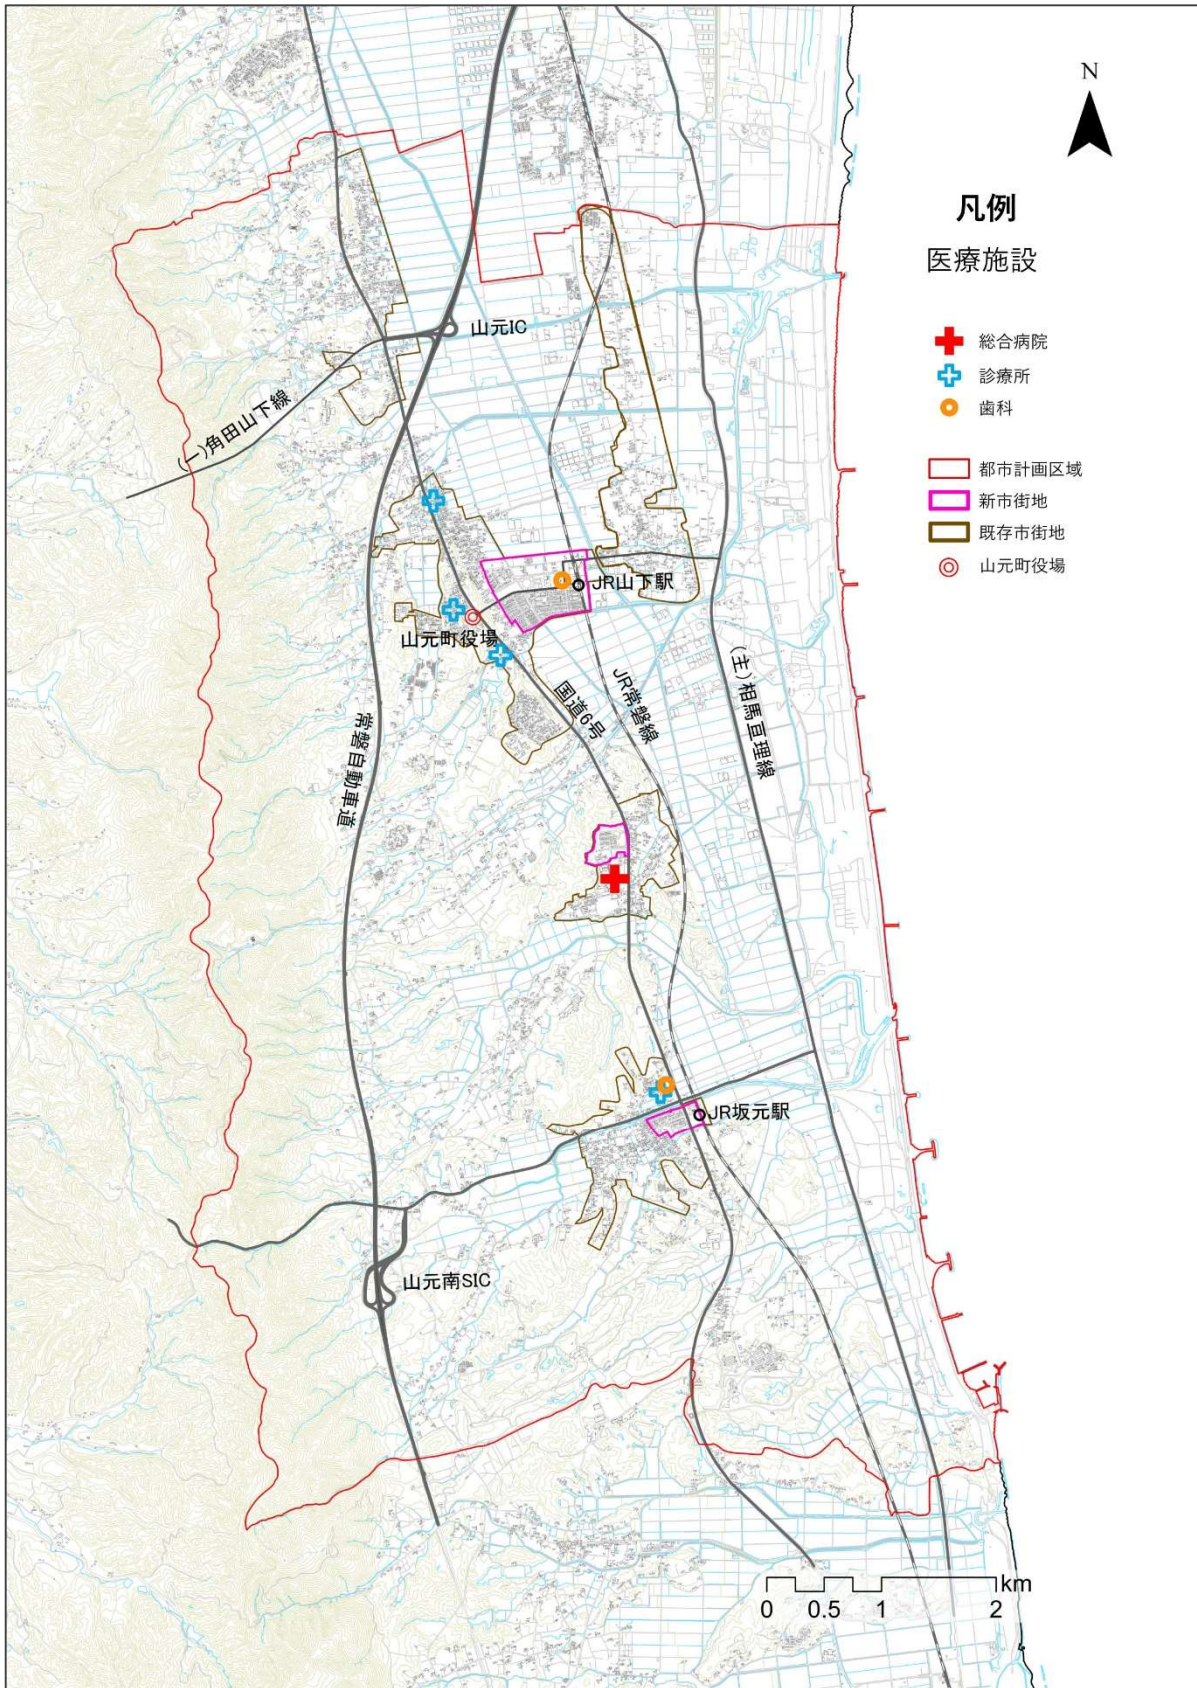 N
凡例
医療施設
総合病院
診療所
歯科
都市計画区域
新市街地
既存市街地
山元町役場
山元IC
(一)角田山下線
JR山下駅
山元町役場
国道6号
JR常磐線
(主)相馬亘理線
常磐自動車道
JR坂元駅
山元南SIC
km
0 0.5 1 2